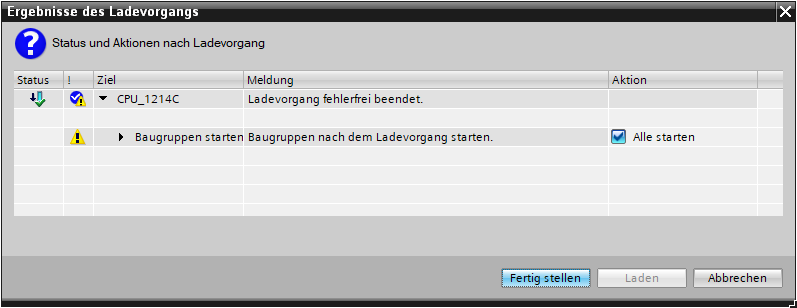 Ergebnisse des Ladevorgangs
Status und Aktionen nach Ladevorgang
Status ! Ziel Meldung Aktion
CPU_1214C Ladevorgang fehlerfrei beendet.
Baugruppen starten Baugruppen nach dem Ladevorgang starten. Alle starten
Fertig stellen Laden Abbrechen